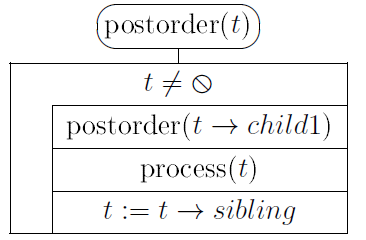 postorder(t)
t ≠ ⦸
postorder(t → child1)
process(t)
t := t → sibling